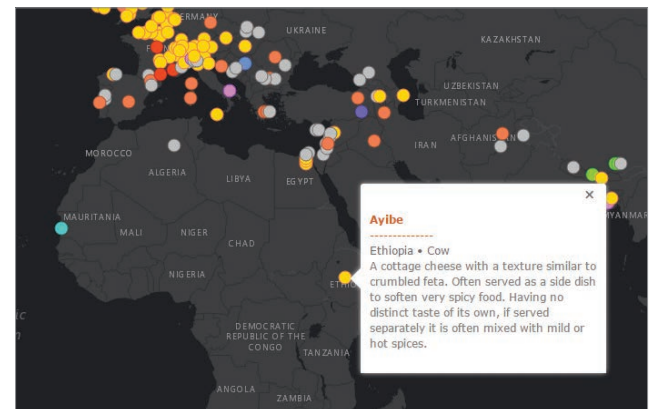 GERMANY
UKRAINE
KAZAKHSTAN
UZBEKISTAN
TURKMENISTAN
AFGHANISTAN
IRAN
MOROCCO
ALGERIA
LIBYA
EGYPT
MAURITANIA
MALI
NIGER
CHAD
NIGERIA
DEMOCRATIC
REPUBLIC OF THE
CONGO
TANZANIA
ANGOLA
ZAMBIA
×
Ayibe
--------------
Ethiopia • Cow
A cottage cheese with a texture similar to
crumbled feta. Often served as a side dish
to soften very spicy food. Having no
distinct taste of its own, if served
separately it is often mixed with mild or
hot spices.